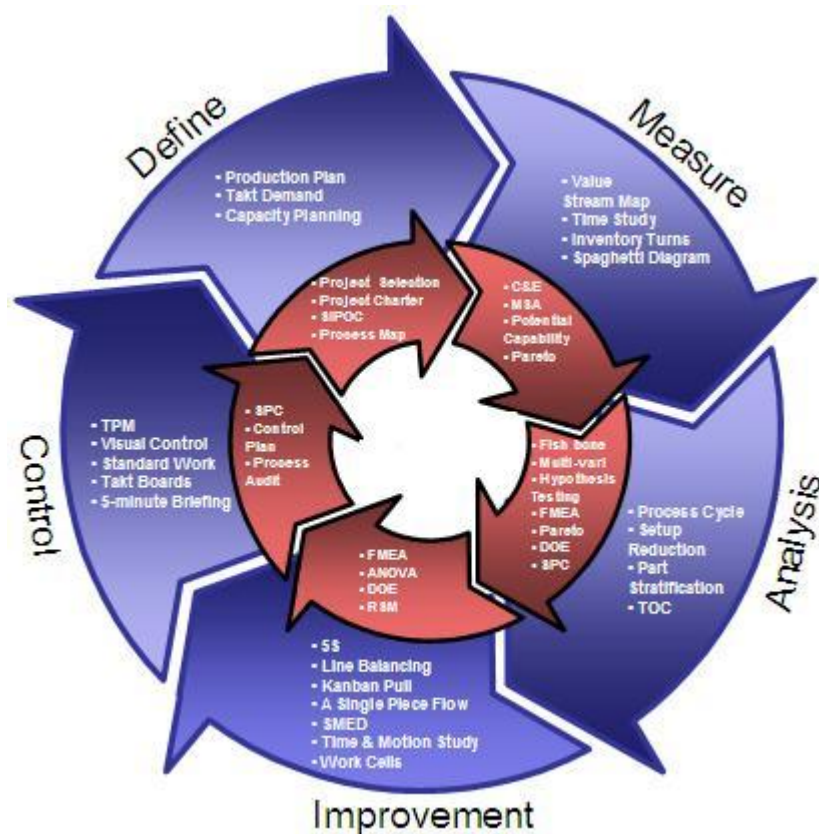 Define
▪ Production Plan
▪ Takt Demand
▪ Capacity Planning
▪ Project Selection
▪ Project Charter
▪ SIPOC
▪ Process Map
Measure
▪ Value
Stream Map
▪ Time Study
▪ Inventory Turns
▪ Spaghetti Diagram
▪ C&E
▪ MSA
▪ Potential
Capability
▪ Pareto
Analysis
▪ Process Cycle
▪ Setup
Reduction
▪ Part
Stratification
▪ TOC
▪ Fish bone
▪ Multi-vari
▪ Hypothesis
Testing
▪ FMEA
▪ Pareto
▪ DOE
▪ SPC
Improvement
▪ 5S
▪ Line Balancing
▪ Kanban Pull
▪ A Single Piece Flow
▪ SMED
▪ Time & Motion Study
▪ Work Cells
▪ FMEA
▪ ANOVA
▪ DOE
▪ RSM
Control
▪ TPM
▪ Visual Control
▪ Standard Work
▪ Takt Boards
▪ 5-minute Briefing
▪ SPC
▪ Control
Plan
▪ Process
Audit